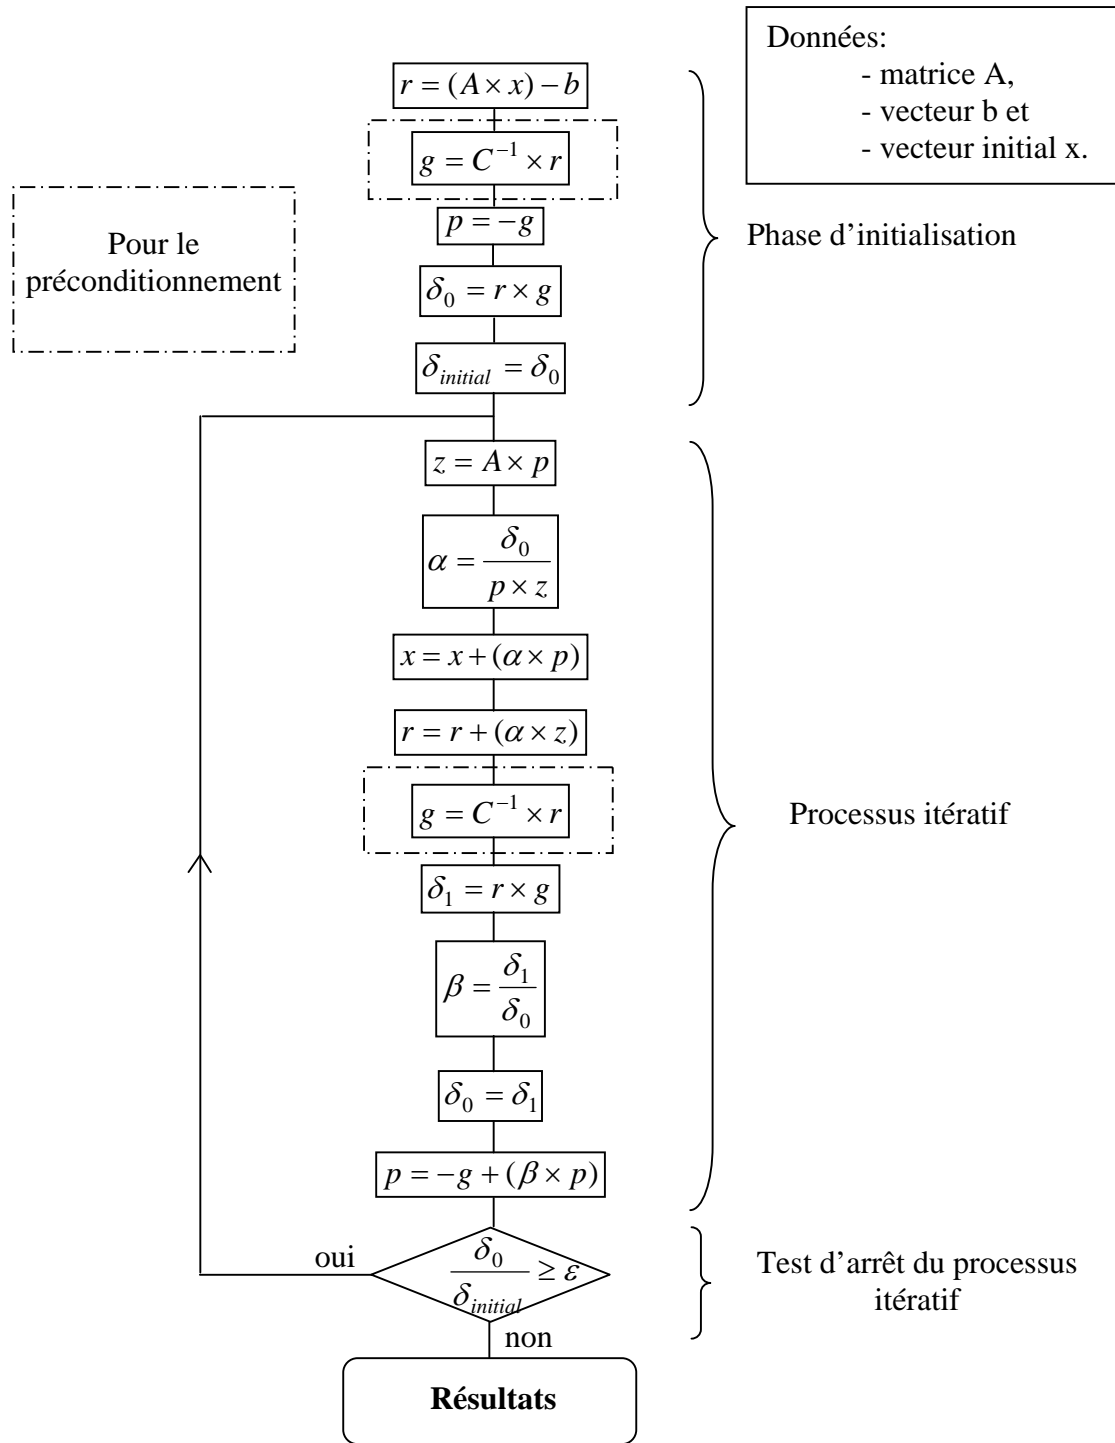 Données:
- matrice A,
- vecteur b et
- vecteur initial x.
r = (A × x) − b
g = C⁻¹ × r
p = −g
δ₀ = r × g
δ_initial = δ₀
Phase d'initialisation
Pour le
préconditionnement
z = A × p
α = δ₀ / (p × z)
x = x + (α × p)
r = r + (α × z)
g = C⁻¹ × r
δ₁ = r × g
β = δ₁ / δ₀
δ₀ = δ₁
p = −g + (β × p)
Processus itératif
δ₀ / δ_initial ≥ ε
oui
non
Test d'arrêt du processus
itératif
Résultats